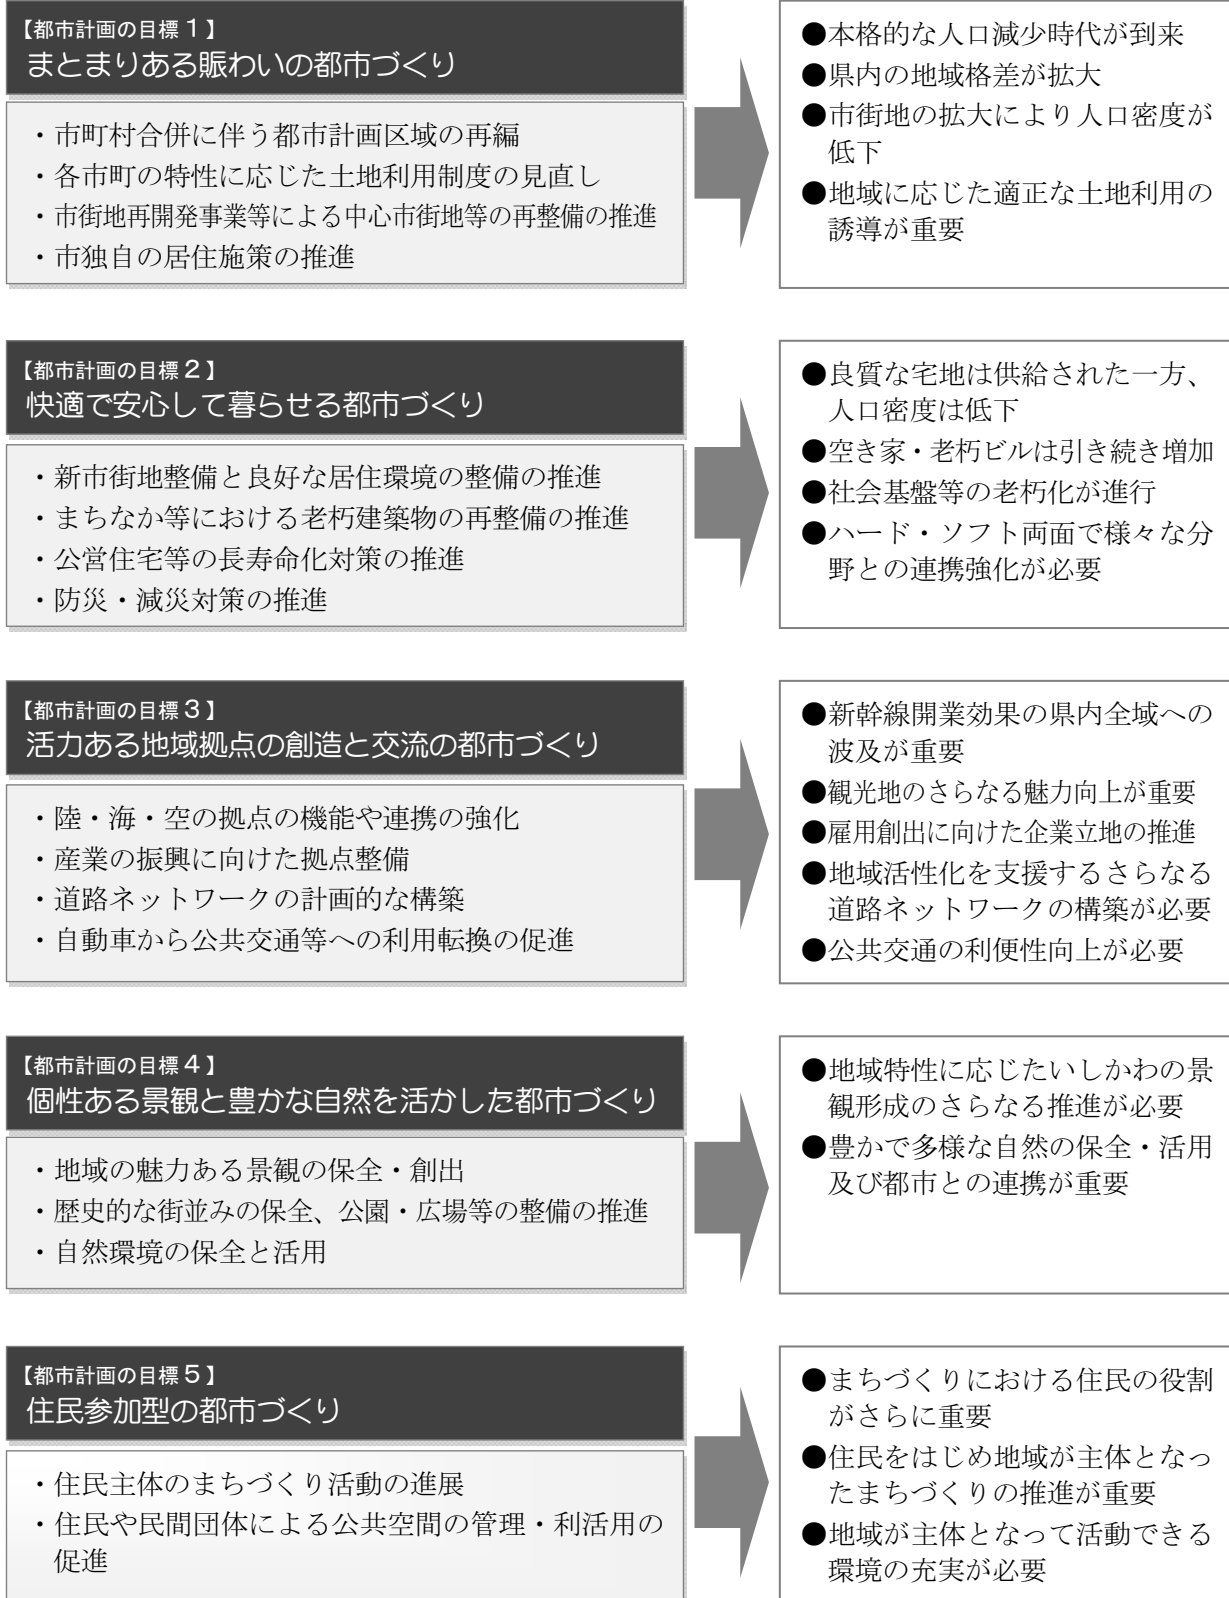 【都市計画の目標１】
まとまりある賑わいの都市づくり
・市町村合併に伴う都市計画区域の再編
・各市町の特性に応じた土地利用制度の見直し
・市街地再開発事業等による中心市街地等の再整備の推進
・市独自の居住施策の推進
●本格的な人口減少時代が到来
●県内の地域格差が拡大
●市街地の拡大により人口密度が
低下
●地域に応じた適正な土地利用の
誘導が重要
【都市計画の目標２】
快適で安心して暮らせる都市づくり
・新市街地整備と良好な居住環境の整備の推進
・まちなか等における老朽建築物の再整備の推進
・公営住宅等の長寿命化対策の推進
・防災・減災対策の推進
●良質な宅地は供給された一方、
人口密度は低下
●空き家・老朽ビルは引き続き増加
●社会基盤等の老朽化が進行
●ハード・ソフト両面で様々な分
野との連携強化が必要
【都市計画の目標３】
活力ある地域拠点の創造と交流の都市づくり
・陸・海・空の拠点の機能や連携の強化
・産業の振興に向けた拠点整備
・道路ネットワークの計画的な構築
・自動車から公共交通等への利用転換の促進
●新幹線開業効果の県内全域への
波及が重要
●観光地のさらなる魅力向上が重要
●雇用創出に向けた企業立地の推進
●地域活性化を支援するさらなる
道路ネットワークの構築が必要
●公共交通の利便性向上が必要
【都市計画の目標４】
個性ある景観と豊かな自然を活かした都市づくり
・地域の魅力ある景観の保全・創出
・歴史的な街並みの保全、公園・広場等の整備の推進
・自然環境の保全と活用
●地域特性に応じたいしかわの景
観形成のさらなる推進が必要
●豊かで多様な自然の保全・活用
及び都市との連携が重要
【都市計画の目標５】
住民参加型の都市づくり
・住民主体のまちづくり活動の進展
・住民や民間団体による公共空間の管理・利活用の
促進
●まちづくりにおける住民の役割
がさらに重要
●住民をはじめ地域が主体となっ
たまちづくりの推進が重要
●地域が主体となって活動できる
環境の充実が必要